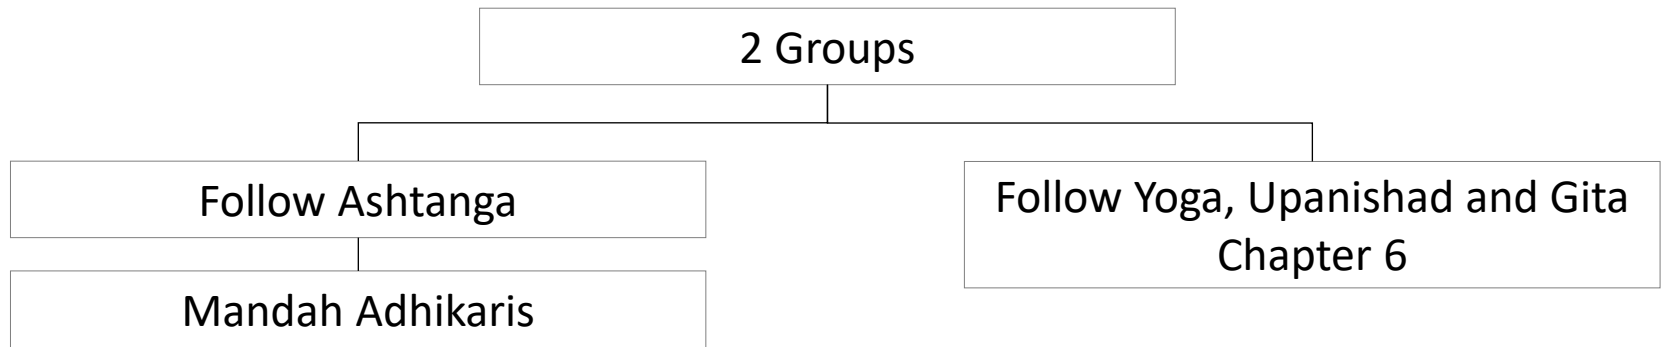 2 Groups
Follow Ashtanga
Mandah Adhikaris
Follow Yoga, Upanishad and Gita
Chapter 6